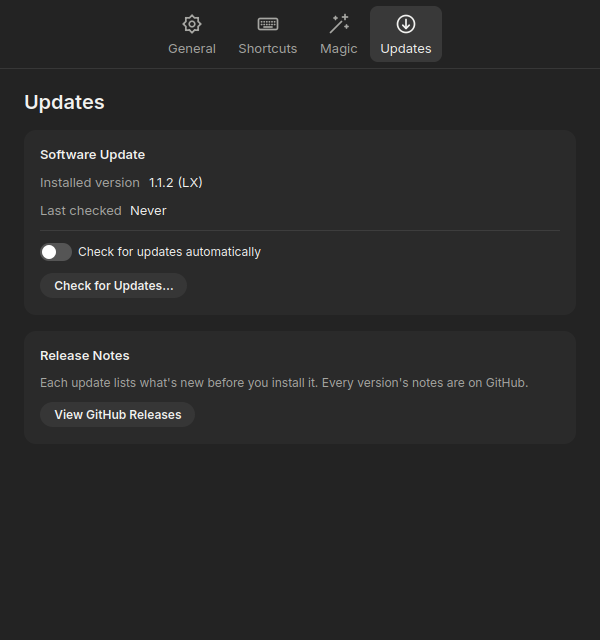 General Shortcuts Magic Updates
Updates
Software Update
Installed version 1.1.2 (LX)
Last checked Never
Check for updates automatically
Check for Updates...
Release Notes
Each update lists what's new before you install it. Every version's notes are on GitHub.
View GitHub Releases